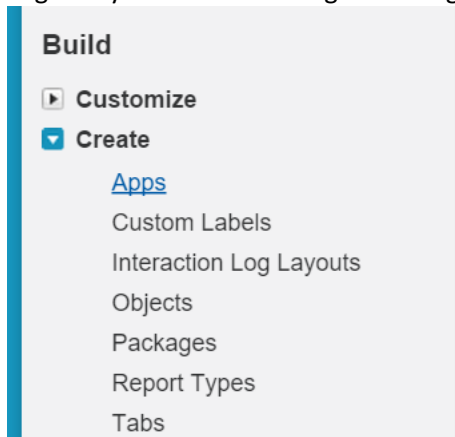 Build
Customize
Create
Apps
Custom Labels
Interaction Log Layouts
Objects
Packages
Report Types
Tabs